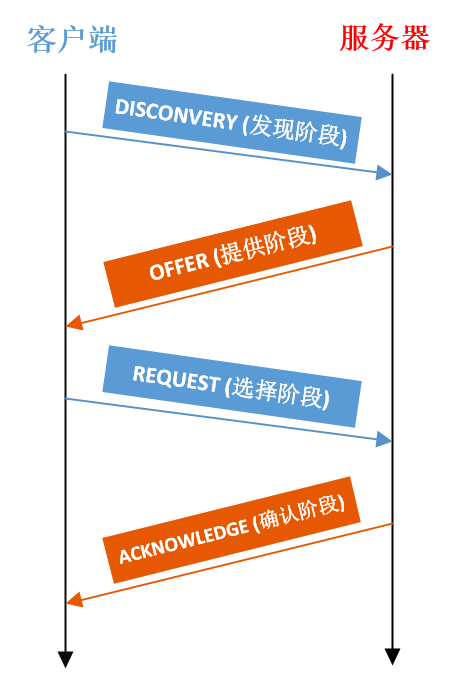 客户端
服务器
DISCONVERY (发现阶段)
OFFER (提供阶段)
REQUEST (选择阶段)
ACKNOWLEDGE (确认阶段)